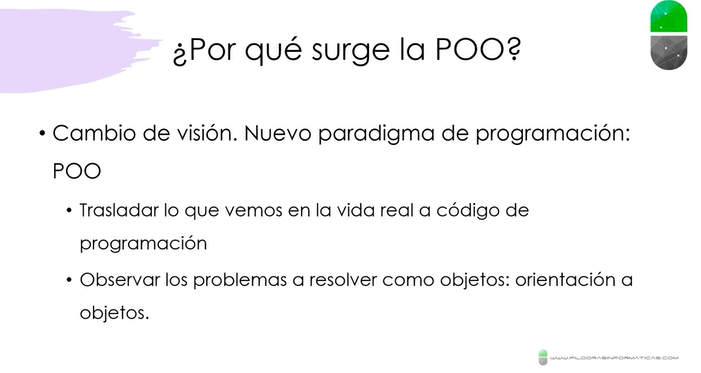 ¿Por qué surge la POO?
• Cambio de visión. Nuevo paradigma de programación:
POO
• Trasladar lo que vemos en la vida real a código de
programación
• Observar los problemas a resolver como objetos: orientación a
objetos.
WWW.PILDORASINFORMATICAS.COM